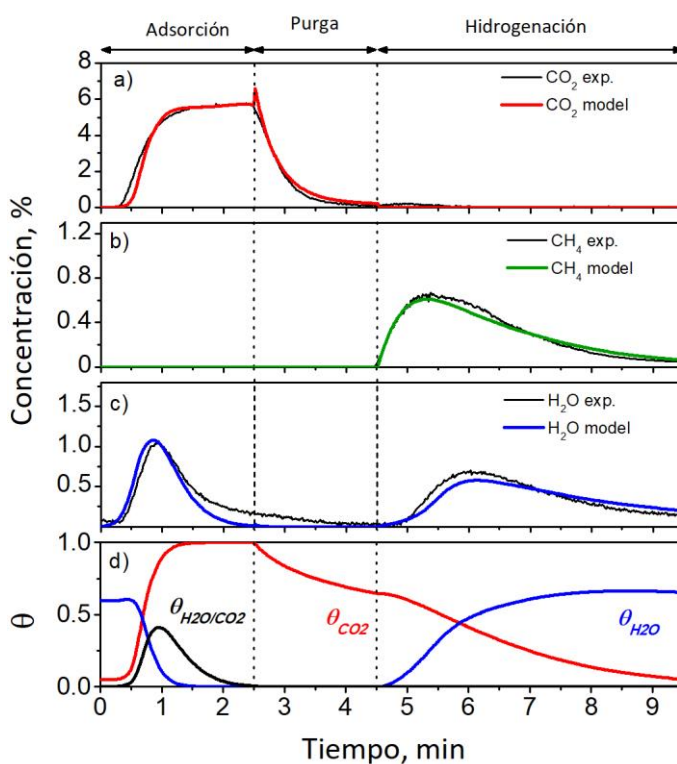 Adsorción Purga Hidrogenación
Concentración, %
a)
CO₂ exp.
CO₂ model
8
6
4
2
0
b)
CH₄ exp.
CH₄ model
1.2
0.8
0.4
0
c)
H₂O exp.
H₂O model
1.5
1.0
0.5
0.0
d)
θ
1.0
0.5
0.0
θH2O/CO2
θCO2
θH2O
0 1 2 3 4 5 6 7 8 9
Tiempo, min